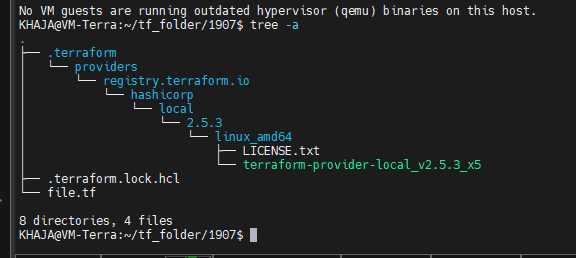 No VM guests are running outdated hypervisor (qemu) binaries on this host.
KHAJA@VM-Terra:~/tf_folder/1907$ tree -a
.
├── .terraform
│   └── providers
│       └── registry.terraform.io
│           └── hashicorp
│               └── local
│                   └── 2.5.3
│                       └── linux_amd64
│                           ├── LICENSE.txt
│                           └── terraform-provider-local_v2.5.3_x5
├── .terraform.lock.hcl
└── file.tf

8 directories, 4 files
KHAJA@VM-Terra:~/tf_folder/1907$